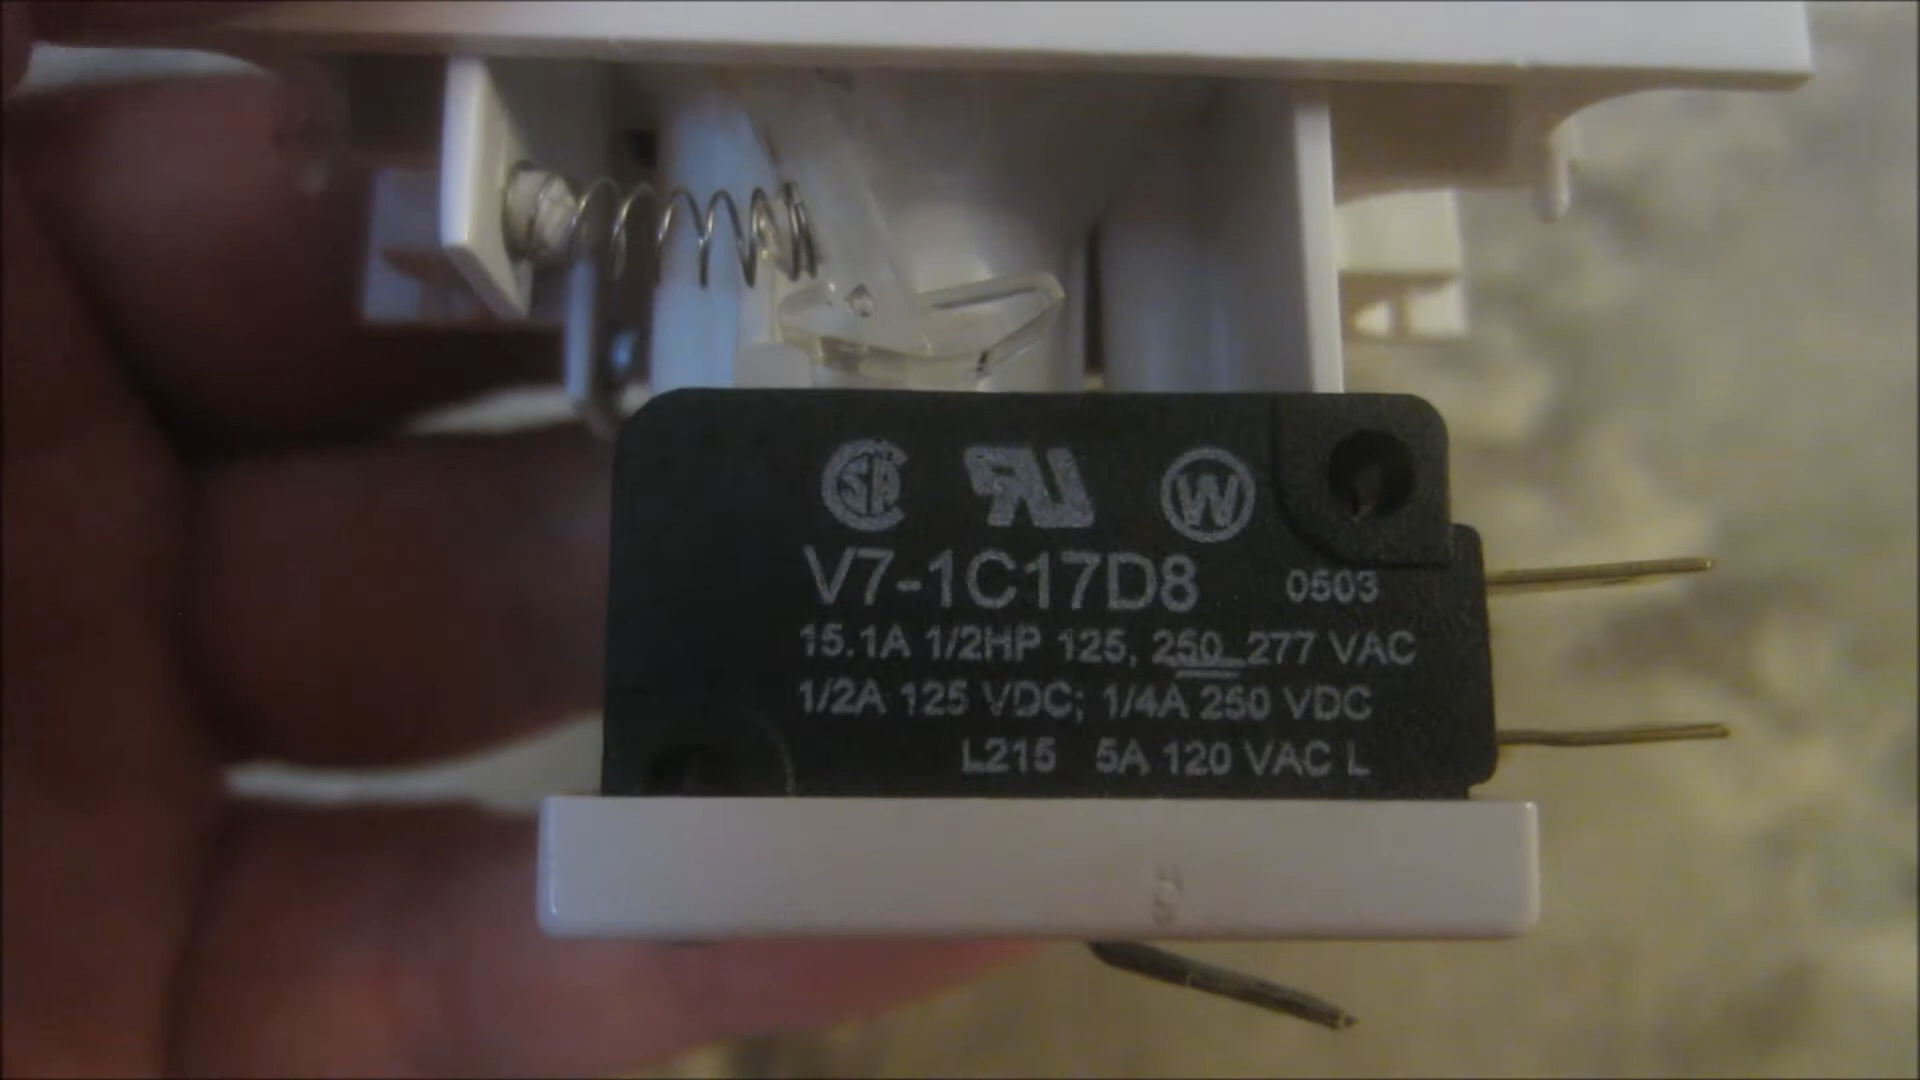 V7-1C17D8 0503
15.1A 1/2HP 125, 250, 277 VAC
1/2A 125 VDC; 1/4A 250 VDC
L215 5A 120 VAC L